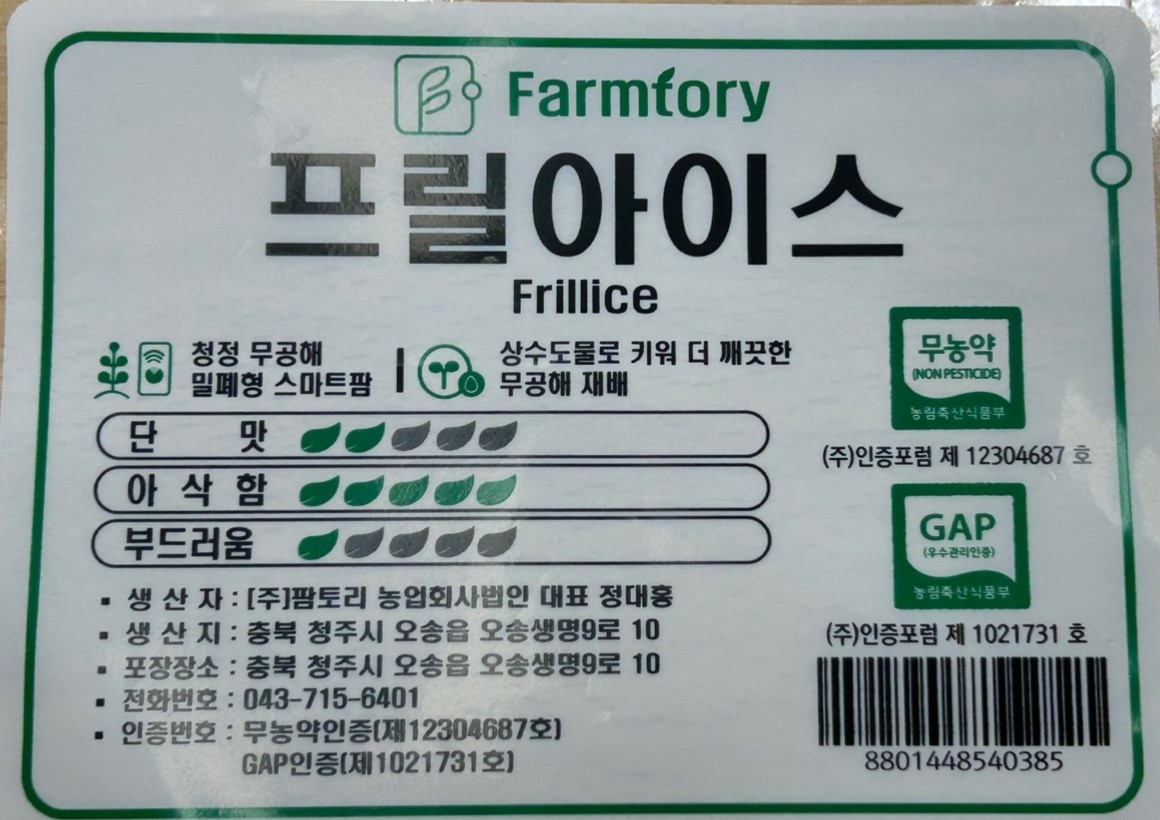 Farmtory
프릴아이스
Frillice
청정 무공해
밀폐형 스마트팜
상수도물로 키워 더 깨끗한
무공해 재배
단 맛
아 삭 함
부드러움
무농약
(NON PESTICIDE)
농림축산식품부
(주)인증포럼 제 12304687 호
GAP
(우수관리인증)
농림축산식품부
(주)인증포럼 제 1021731 호
▪ 생 산 자 : [주]팜토리 농업회사법인 대표 정대홍
▪ 생 산 지 : 충북 청주시 오송읍 오송생명9로 10
▪ 포장장소 : 충북 청주시 오송읍 오송생명9로 10
▪ 전화번호 : 043-715-6401
▪ 인증번호 : 무농약인증(제12304687호)
GAP인증(제1021731호)
8801448540385